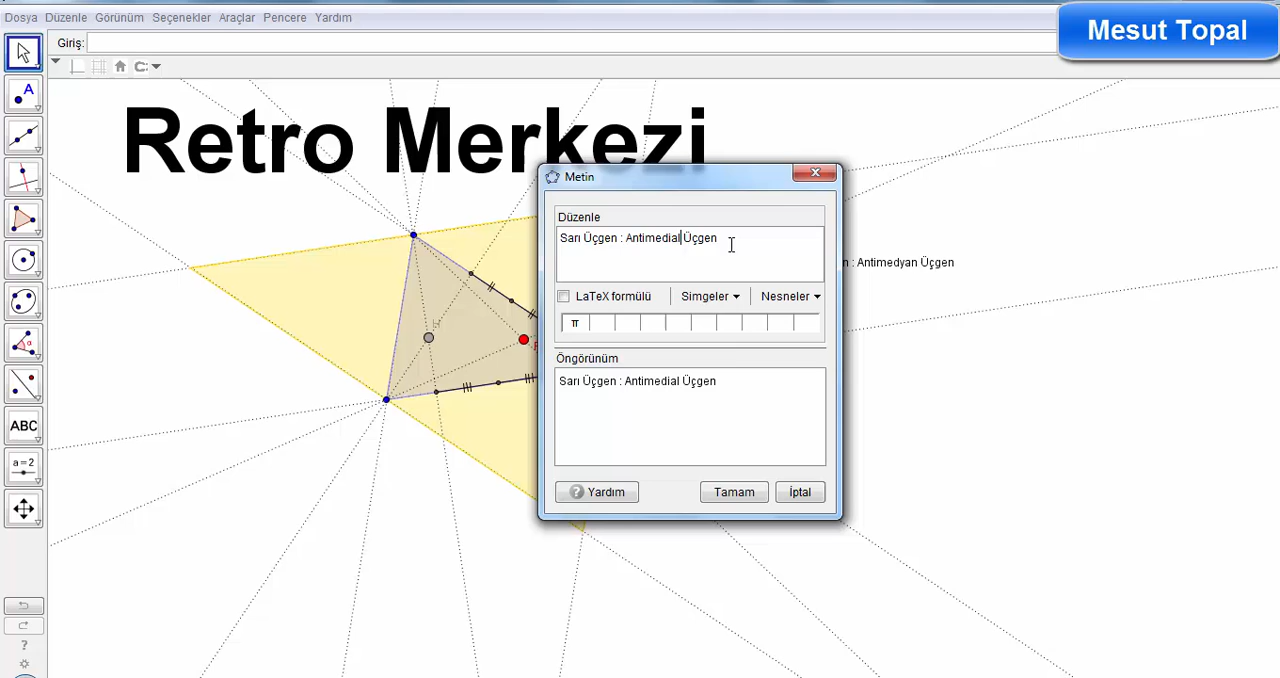 Dosya Düzenle Görünüm Seçenekler Araçlar Pencere Yardım
Mesut Topal
Giriş:
Retro Merkezi
Metin
Düzenle
Sarı Üçgen : Antimedial Üçgen
n : Antimedyan Üçgen
LaTeX formülü Simgeler Nesneler
π
Öngörünüm
Sarı Üçgen : Antimedial Üçgen
A
ABC
a=2
? Yardım Tamam İptal
?